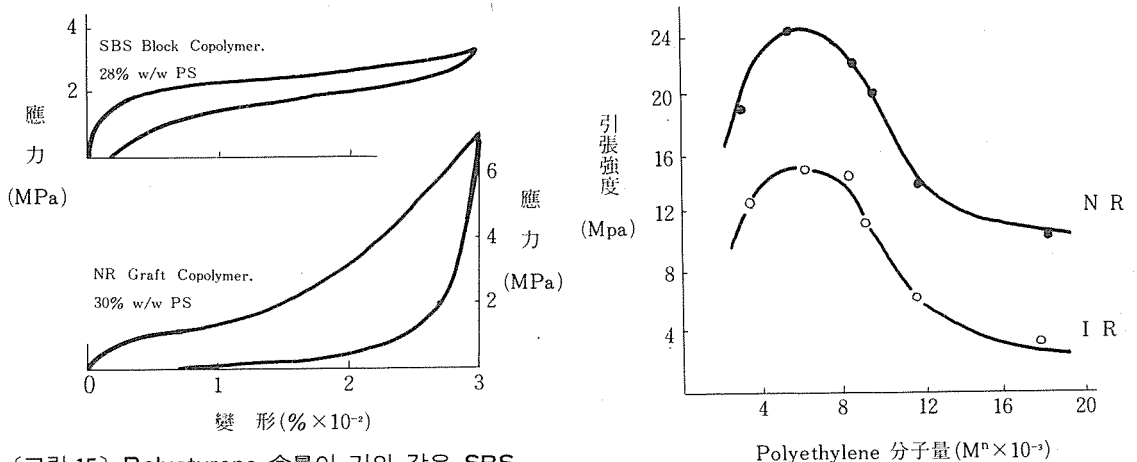 4
SBS Block Copolymer.
28% w/w PS
2
應
力
(MPa)
6
應
4
力
(MPa)
NR Graft Copolymer.
2
30% w/w PS
0 1 2 3
變 形(%×10⁻²)
24
20
引
張
強
度
(Mpa)
16
12
8
4
N R
I R
4 8 12 16 20
Polyethylene 分子量(Mⁿ×10⁻³)